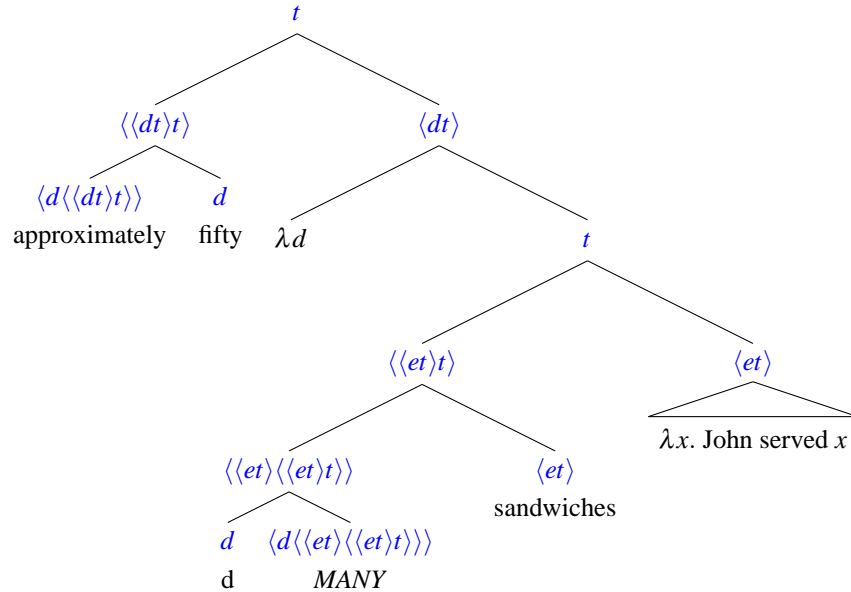 t
⟨⟨dt⟩t⟩ ⟨dt⟩
⟨d⟨⟨dt⟩t⟩⟩ d
approximately fifty λd t
⟨⟨et⟩t⟩ ⟨et⟩
λx. John served x
⟨⟨et⟩⟨⟨et⟩t⟩⟩ ⟨et⟩
sandwiches
d ⟨d⟨⟨et⟩⟨⟨et⟩t⟩⟩⟩
d MANY